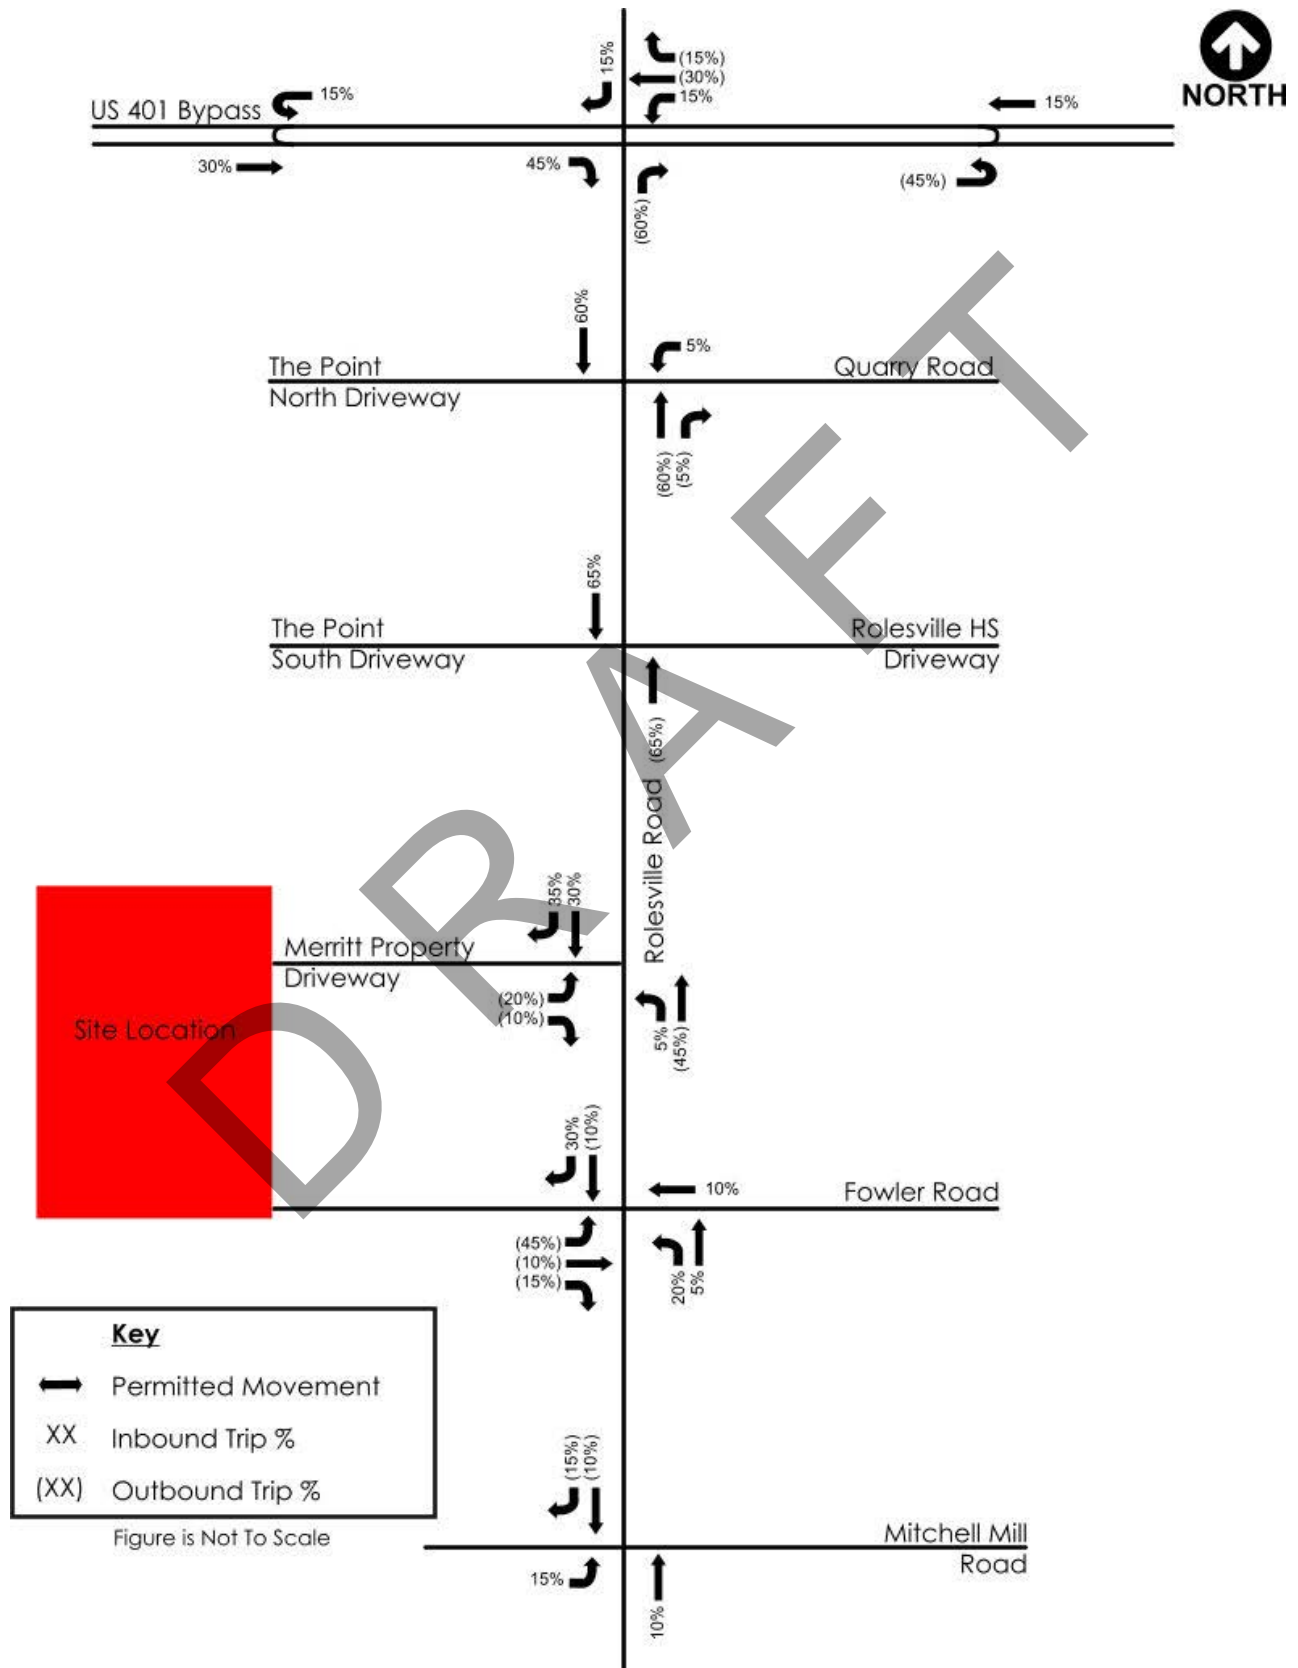 NORTH
US 401 Bypass
15%
15%
(15%)
(30%)
15%
15%
30%
45%
(60%)
(45%)
60%
5%
The Point
North Driveway
Quarry Road
(60%)
(5%)
65%
The Point
South Driveway
Rolesville HS
Driveway
Rolesville Road (65%)
35%
30%
Merritt Property
Driveway
(20%)
(10%)
5%
(45%)
Site Location
30%
(10%)
10%
Fowler Road
(45%)
(10%)
(15%)
20%
5%
Key
Permitted Movement
XX Inbound Trip %
(XX) Outbound Trip %
Figure is Not To Scale
(15%)
(10%)
Mitchell Mill
Road
15%
10%
DRAFT